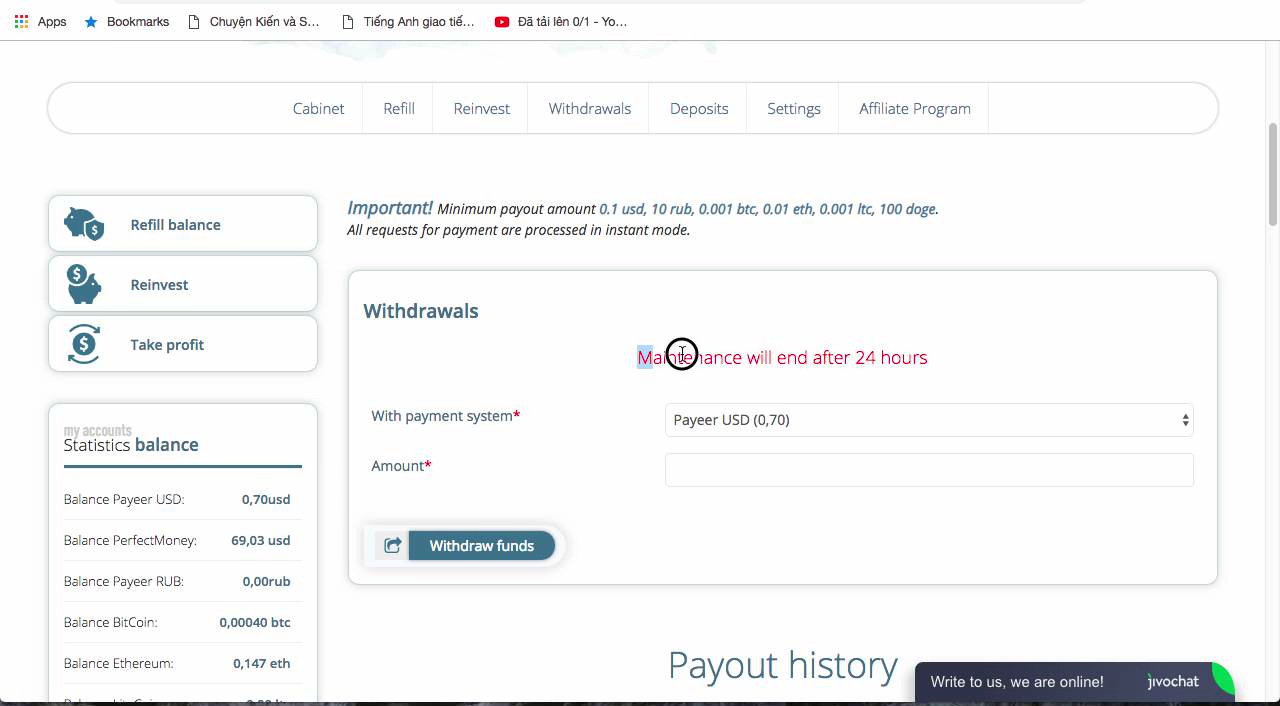 Apps Bookmarks Chuyện Kiến và S... Tiếng Anh giao tiế... Đã tải lên 0/1 - Yo...
Cabinet Refill Reinvest Withdrawals Deposits Settings Affiliate Program
Important! Minimum payout amount 0.1 usd, 10 rub, 0.001 btc, 0.01 eth, 0.001 ltc, 100 doge.
All requests for payment are processed in instant mode.
Refill balance
Reinvest
Take profit
Withdrawals
Maintenance will end after 24 hours
With payment system* Payeer USD (0,70)
Amount*
Withdraw funds
my accounts
Statistics balance
Balance Payeer USD: 0,70usd
Balance PerfectMoney: 69,03 usd
Balance Payeer RUB: 0,00rub
Balance BitCoin: 0,00040 btc
Balance Ethereum: 0,147 eth
Payout history
Write to us, we are online! jivochat